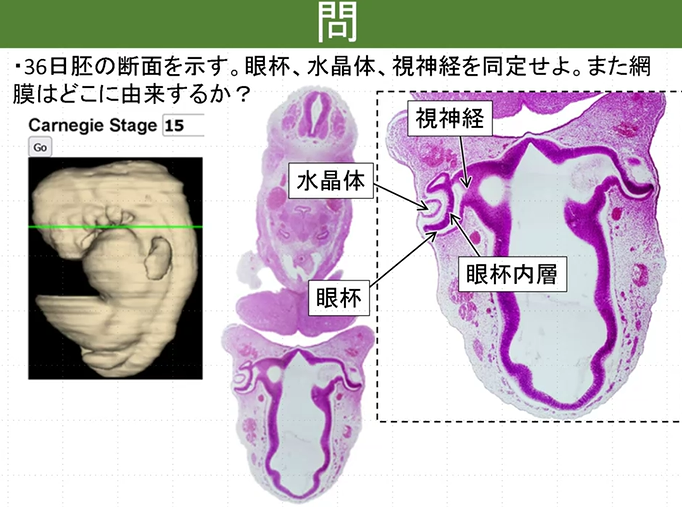 問
・36日胚の断面を示す。眼杯、水晶体、視神経を同定せよ。また網
膜はどこに由来するか？
Carnegie Stage 15
Go
視神経
水晶体
眼杯内層
眼杯